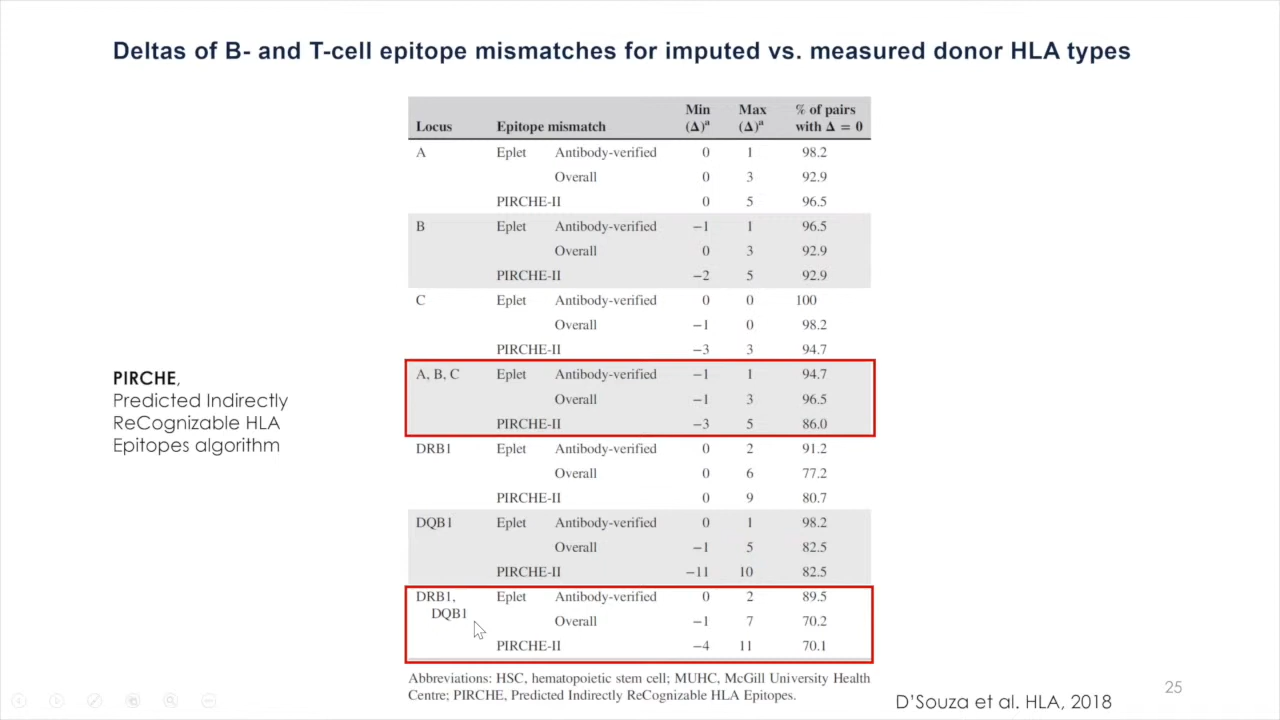 Deltas of B- and T-cell epitope mismatches for imputed vs. measured donor HLA types
Min Max % of pairs
Locus Epitope mismatch (Δ)ᵃ (Δ)ᵃ with Δ = 0
A Eplet Antibody-verified 0 1 98.2
Overall 0 3 92.9
PIRCHE-II 0 5 96.5
B Eplet Antibody-verified −1 1 96.5
Overall 0 3 92.9
PIRCHE-II −2 5 92.9
C Eplet Antibody-verified 0 0 100
Overall −1 0 98.2
PIRCHE-II −3 3 94.7
A, B, C Eplet Antibody-verified −1 1 94.7
Overall −1 3 96.5
PIRCHE-II −3 5 86.0
DRB1 Eplet Antibody-verified 0 2 91.2
Overall 0 6 77.2
PIRCHE-II 0 9 80.7
DQB1 Eplet Antibody-verified 0 1 98.2
Overall −1 5 82.5
PIRCHE-II −11 10 82.5
DRB1, Eplet Antibody-verified 0 2 89.5
DQB1 Overall −1 7 70.2
PIRCHE-II −4 11 70.1
PIRCHE,
Predicted Indirectly
ReCognizable HLA
Epitopes algorithm
Abbreviations: HSC, hematopoietic stem cell; MUHC, McGill University Health
Centre; PIRCHE, Predicted Indirectly ReCognizable HLA Epitopes.
D'Souza et al. HLA, 2018
25